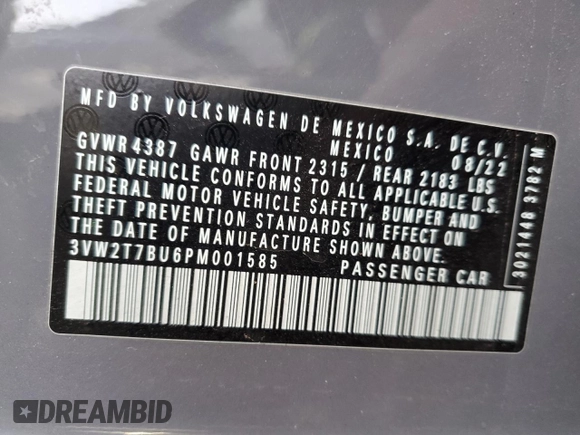 MFD BY VOLKSWAGEN DE MEXICO S.A. DE C.V.
MEXICO 08/22
GVWR 4387 GAWR FRONT 2315 / REAR 2183 LBS
THIS VEHICLE CONFORMS TO ALL APPLICABLE U.S.
FEDERAL MOTOR VEHICLE SAFETY, BUMPER AND
THEFT PREVENTION STANDARDS IN EFFECT ON
THE DATE OF MANUFACTURE SHOWN ABOVE.
3VW2T7BU6PM001585 PASSENGER CAR
3021448 3762 M
DREAMBID